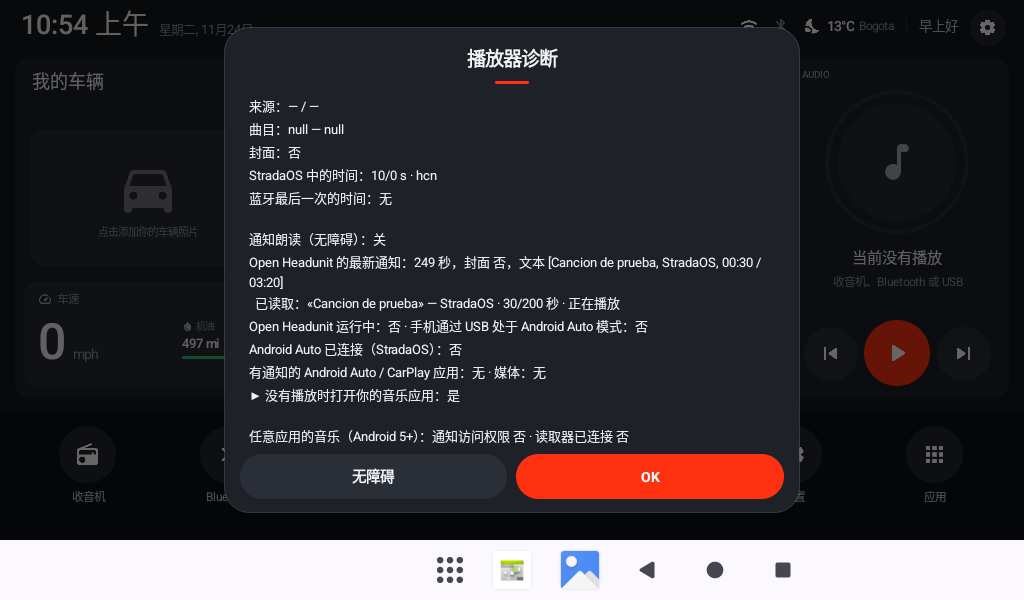 10:54 上午
星期二, 11月24日
13°C Bogota
早上好
我的车辆
点击添加你的车辆照片
车速
0 mph
机油
497 mi
播放器诊断
来源：— / —
曲目：null — null
封面：否
StradaOS 中的时间：10/0 s · hcn
蓝牙最后一次的时间：无
通知朗读（无障碍）：关
Open Headunit 的最新通知：249 秒，封面 否，文本 [Cancion de prueba, StradaOS, 00:30 /
03:20]
已读取：«Cancion de prueba» — StradaOS · 30/200 秒 · 正在播放
Open Headunit 运行中：否 · 手机通过 USB 处于 Android Auto 模式：否
Android Auto 已连接（StradaOS）：否
有通知的 Android Auto / CarPlay 应用：无 · 媒体：无
► 没有播放时打开你的音乐应用：是
任意应用的音乐（Android 5+）：通知访问权限 否 · 读取器已连接 否
无障碍
OK
AUDIO
当前没有播放
收音机、Bluetooth 或 USB
收音机
Blue
置
应用